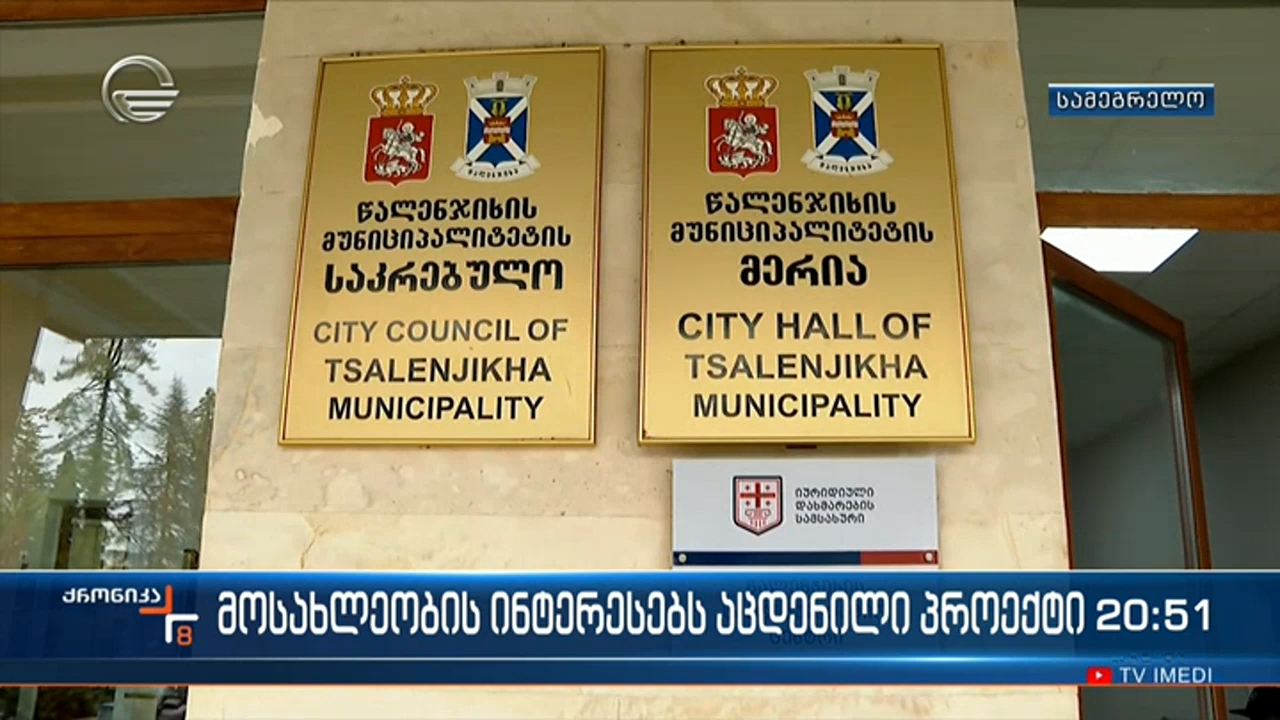 სამეგრელო
წალენჯიხის
მუნიციპალიტეტის
საკრებულო
CITY COUNCIL OF
TSALENJIKHA
MUNICIPALITY
წალენჯიხის
მუნიციპალიტეტის
მერია
CITY HALL OF
TSALENJIKHA
MUNICIPALITY
იურიდიული
დახმარების
სამსახური
ქრონიკა
8
მოსახლეობის ინტერესებს აცდენილი პროექტი 20:51
TV IMEDI